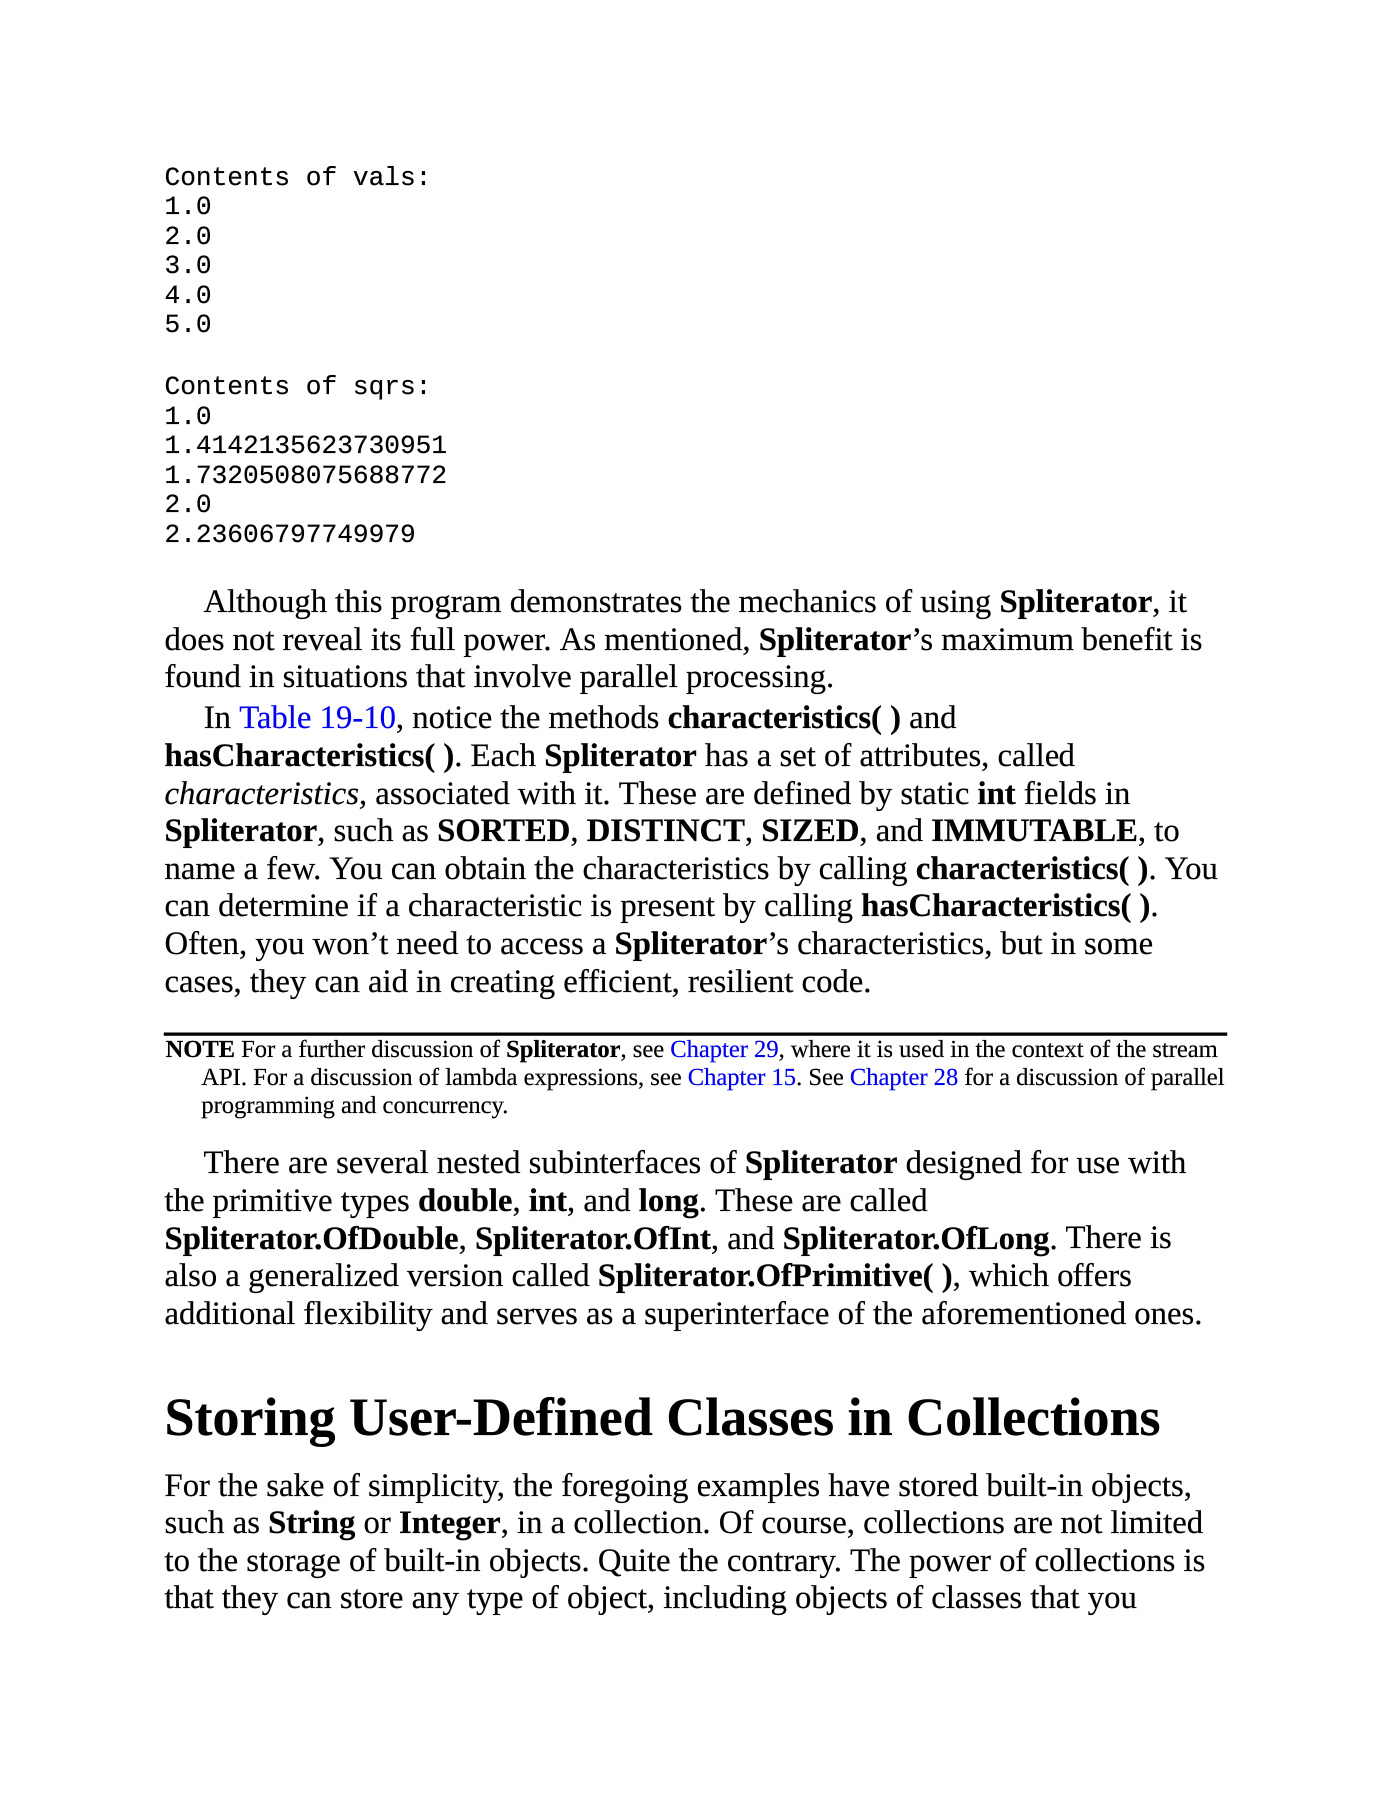 Contents of vals:
1.0
2.0
3.0
4.0
5.0
Contents of sqrs:
1.0
1.4142135623730951
1.7320508075688772
2.0
2.23606797749979
Although this program demonstrates the mechanics of using Spliterator, it
does not reveal its full power. As mentioned, Spliterator’s maximum benefit is
found in situations that involve parallel processing.
In Table 19-10, notice the methods characteristics( ) and
hasCharacteristics( ). Each Spliterator has a set of attributes, called
characteristics, associated with it. These are defined by static int fields in
Spliterator, such as SORTED, DISTINCT, SIZED, and IMMUTABLE, to
name a few. You can obtain the characteristics by calling characteristics( ). You
can determine if a characteristic is present by calling hasCharacteristics( ).
Often, you won’t need to access a Spliterator’s characteristics, but in some
cases, they can aid in creating efficient, resilient code.
NOTE For a further discussion of Spliterator, see Chapter 29, where it is used in the context of the stream
API. For a discussion of lambda expressions, see Chapter 15. See Chapter 28 for a discussion of parallel
programming and concurrency.
There are several nested subinterfaces of Spliterator designed for use with
the primitive types double, int, and long. These are called
Spliterator.OfDouble, Spliterator.OfInt, and Spliterator.OfLong. There is
also a generalized version called Spliterator.OfPrimitive( ), which offers
additional flexibility and serves as a superinterface of the aforementioned ones.
Storing User-Defined Classes in Collections
For the sake of simplicity, the foregoing examples have stored built-in objects,
such as String or Integer, in a collection. Of course, collections are not limited
to the storage of built-in objects. Quite the contrary. The power of collections is
that they can store any type of object, including objects of classes that you